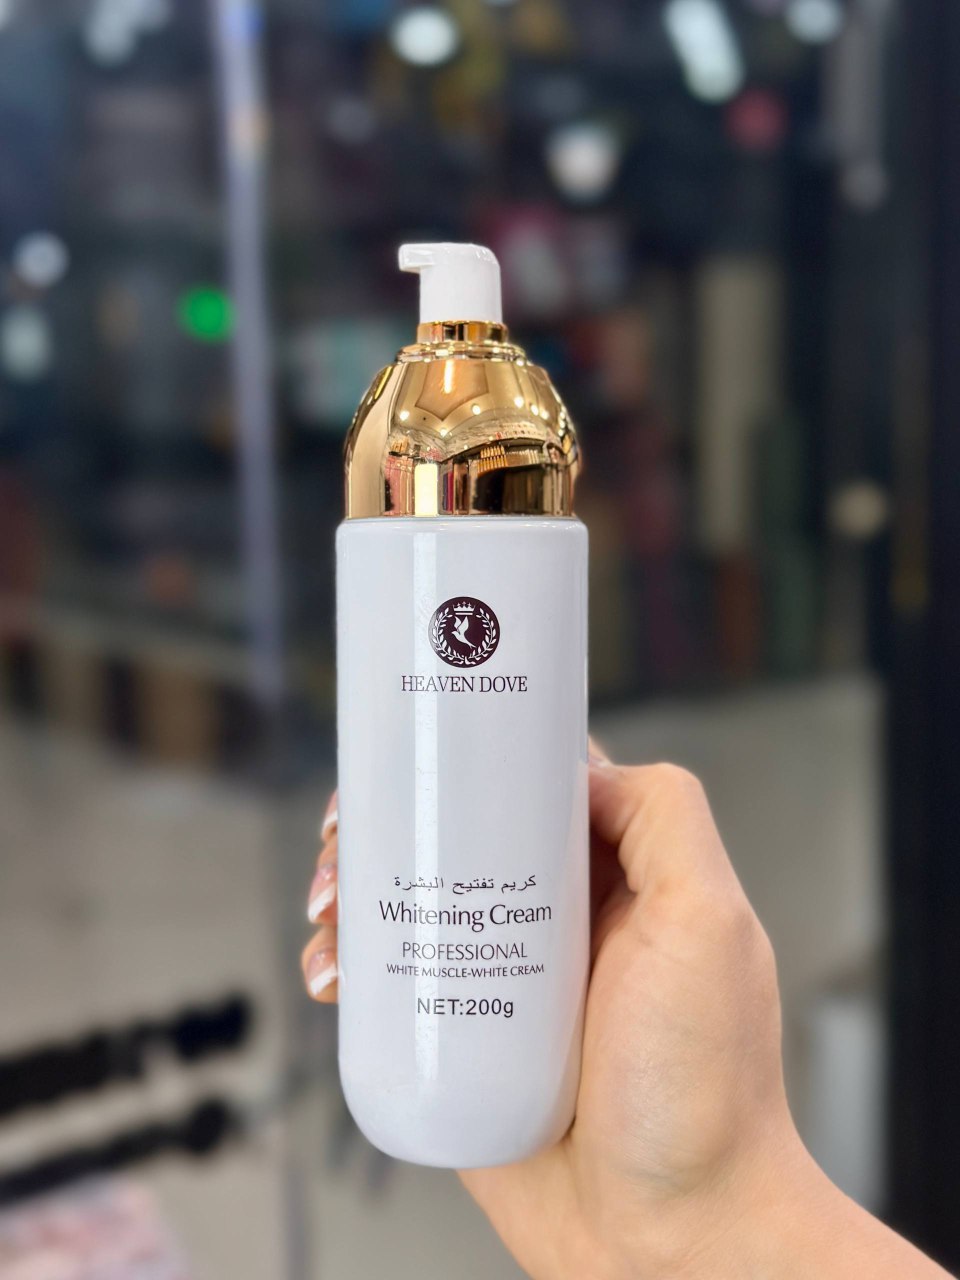 HEAVEN DOVE
كريم تفتيح البشرة
Whitening Cream
PROFESSIONAL
WHITE MUSCLE-WHITE CREAM
NET:200g